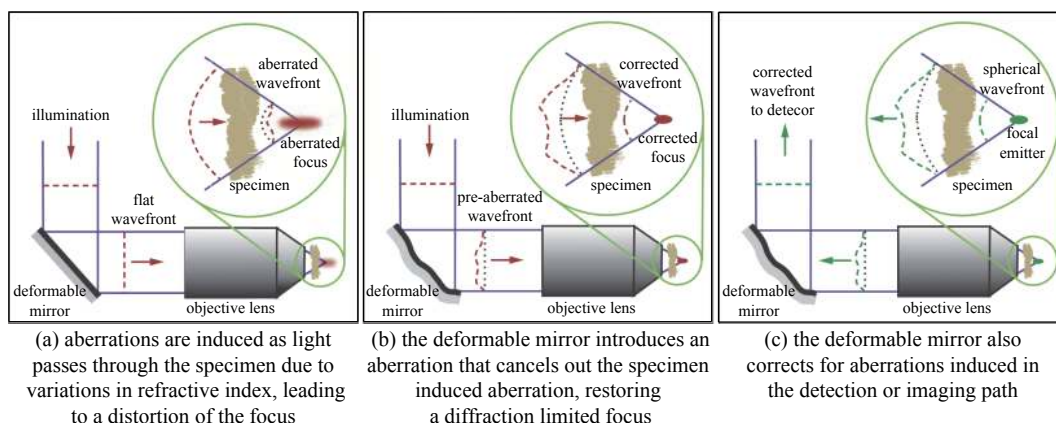 illumination
aberrated
wavefront
aberrated
focus
specimen
flat
wavefront
deformable
mirror
objective lens
(a) aberrations are induced as light
passes through the specimen due to
variations in refractive index, leading
to a distortion of the focus
illumination
corrected
wavefront
corrected
focus
specimen
pre-aberrated
wavefront
deformable
mirror
objective lens
(b) the deformable mirror introduces an
aberration that cancels out the specimen
induced aberration, restoring
a diffraction limited focus
corrected
wavefront
to detecor
spherical
wavefront
focal
emitter
specimen
deformable
mirror
objective lens
(c) the deformable mirror also
corrects for aberrations induced in
the detection or imaging path